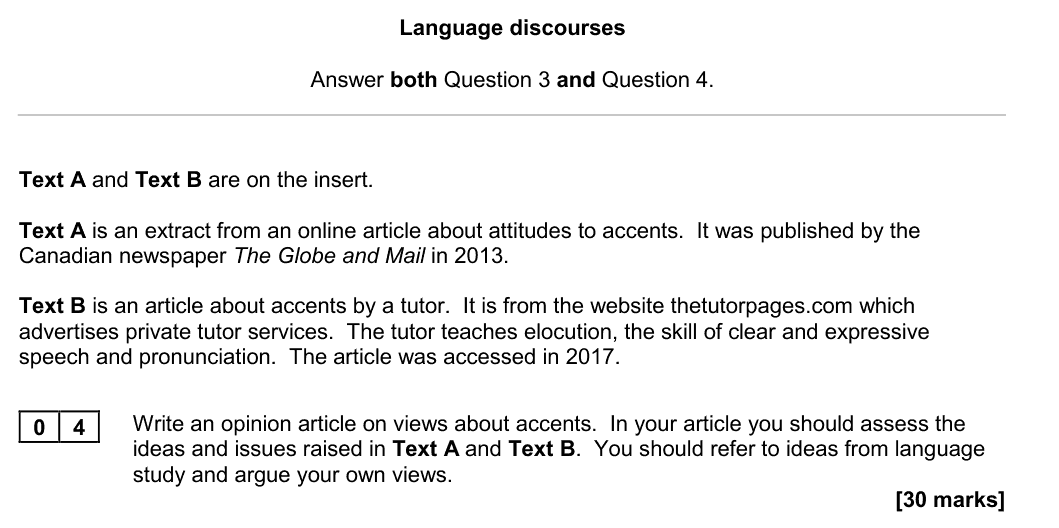 Language discourses
Answer both Question 3 and Question 4.
Text A and Text B are on the insert.
Text A is an extract from an online article about attitudes to accents. It was published by the
Canadian newspaper The Globe and Mail in 2013.
Text B is an article about accents by a tutor. It is from the website thetutorpages.com which
advertises private tutor services. The tutor teaches elocution, the skill of clear and expressive
speech and pronunciation. The article was accessed in 2017.
0 4 Write an opinion article on views about accents. In your article you should assess the
ideas and issues raised in Text A and Text B. You should refer to ideas from language
study and argue your own views.
[30 marks]